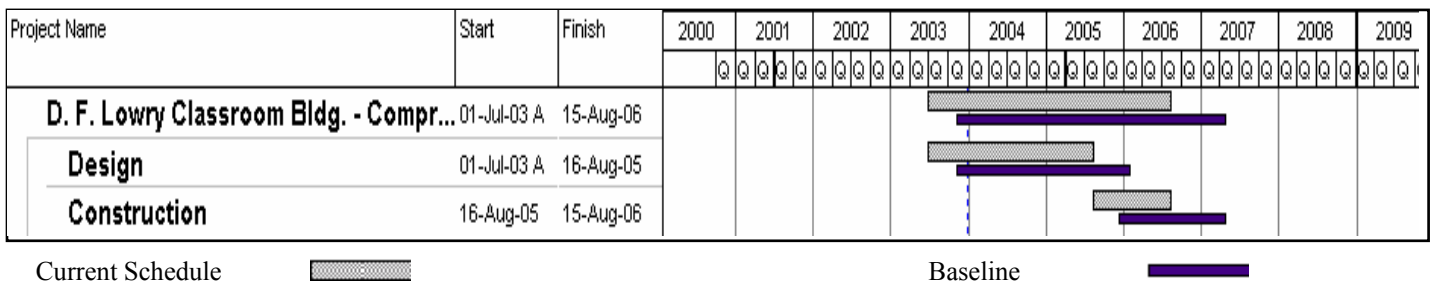 Project Name Start Finish 2000 2001 2002 2003 2004 2005 2006 2007 2008 2009
Q Q Q Q Q Q Q Q Q Q Q Q Q Q Q Q Q Q Q Q Q Q Q Q Q Q Q Q Q Q Q Q Q Q Q Q
D. F. Lowry Classroom Bldg. - Compr... 01-Jul-03 A 15-Aug-06
Design 01-Jul-03 A 16-Aug-05
Construction 16-Aug-05 15-Aug-06
Current Schedule Baseline